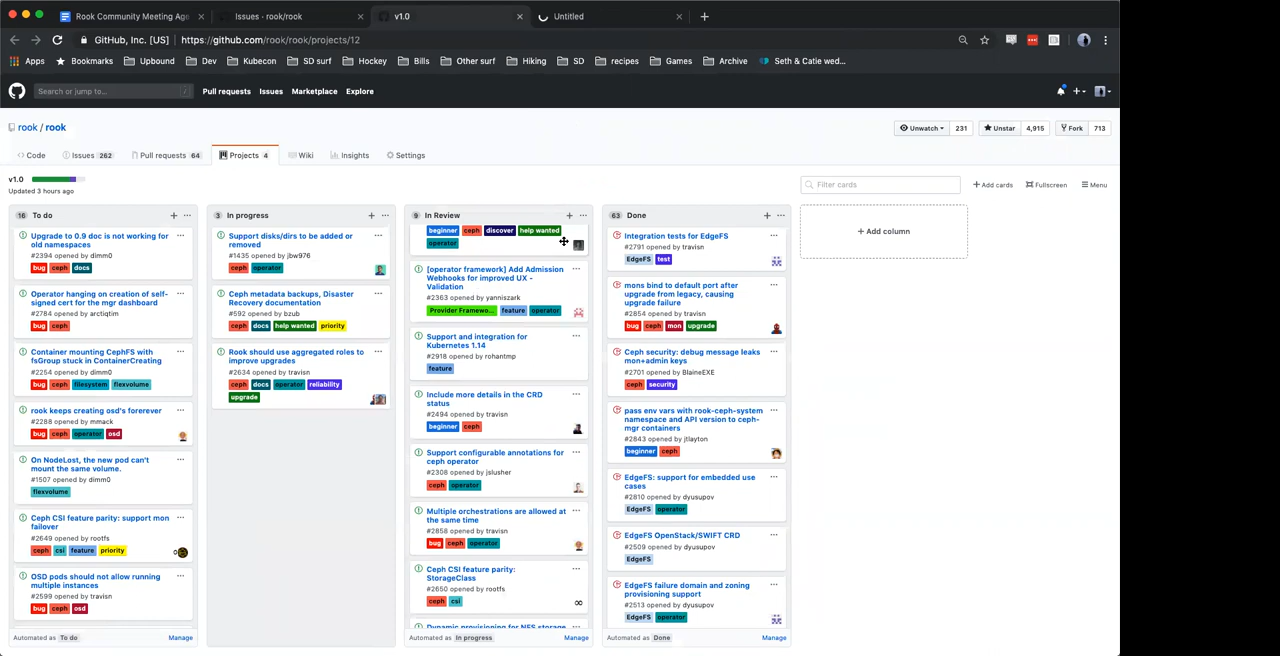 Rook Community Meeting Age
Issues · rook/rook
v1.0
Untitled
GitHub, Inc. [US]
https://github.com/rook/rook/projects/12
Apps
Bookmarks
Upbound
Dev
Kubecon
SD surf
Hockey
Bills
Other surf
Hiking
SD
recipes
Games
Archive
Seth & Catie wed...
Search or jump to...
Pull requests
Issues
Marketplace
Explore
rook / rook
Unwatch
231
Unstar
4,915
Fork
713
Code
Issues 262
Pull requests 64
Projects 4
Wiki
Insights
Settings
v1.0
Updated 3 hours ago
Filter cards
Add cards
Fullscreen
Menu
16 To do
Upgrade to 0.9 doc is not working for
old namespaces
#2394 opened by dimm0
bug ceph docs
Operator hanging on creation of self-
signed cert for the mgr dashboard
#2784 opened by arctiqtim
bug ceph
Container mounting CephFS with
fsGroup stuck in ContainerCreating
#2254 opened by dimm0
bug ceph filesystem flexvolume
rook keeps creating osd's forerever
#2288 opened by mmack
bug ceph operator osd
On NodeLost, the new pod can't
mount the same volume.
#1507 opened by dimm0
flexvolume
Ceph CSI feature parity: support mon
failover
#2649 opened by rootfs
ceph csi feature priority
OSD pods should not allow running
multiple instances
#2599 opened by travisn
bug ceph osd
Automated as To do
Manage
3 In progress
Support disks/dirs to be added or
removed
#1435 opened by jbw976
ceph operator
Ceph metadata backups, Disaster
Recovery documentation
#592 opened by bzub
ceph docs help wanted priority
Rook should use aggregated roles to
improve upgrades
#2634 opened by travisn
ceph docs operator reliability
upgrade
9 In Review
beginner ceph discover help wanted
operator
[operator framework] Add Admission
Webhooks for improved UX -
Validation
#2363 opened by yanniszark
Provider Framewo... feature operator
Support and integration for
Kubernetes 1.14
#2918 opened by rohantmp
feature
Include more details in the CRD
status
#2494 opened by travisn
beginner ceph
Support configurable annotations for
ceph operator
#2308 opened by jslusher
ceph operator
Multiple orchestrations are allowed at
the same time
#2858 opened by travisn
bug ceph operator
Ceph CSI feature parity:
StorageClass
#2650 opened by rootfs
ceph csi
Dynamic provisioning for NFS storage
Automated as In progress
Manage
63 Done
Integration tests for EdgeFS
#2791 opened by travisn
EdgeFS test
mons bind to default port after
upgrade from legacy, causing
upgrade failure
#2854 opened by travisn
bug ceph mon upgrade
Ceph security: debug message leaks
mon+admin keys
#2701 opened by BlaineEXE
ceph security
pass env vars with rook-ceph-system
namespace and API version to ceph-
mgr containers
#2843 opened by jtlayton
beginner ceph
EdgeFS: support for embedded use
cases
#2810 opened by dyusupov
EdgeFS operator
EdgeFS OpenStack/SWIFT CRD
#2509 opened by dyusupov
EdgeFS
EdgeFS failure domain and zoning
provisioning support
#2513 opened by dyusupov
EdgeFS operator
Automated as Done
Manage
+ Add column